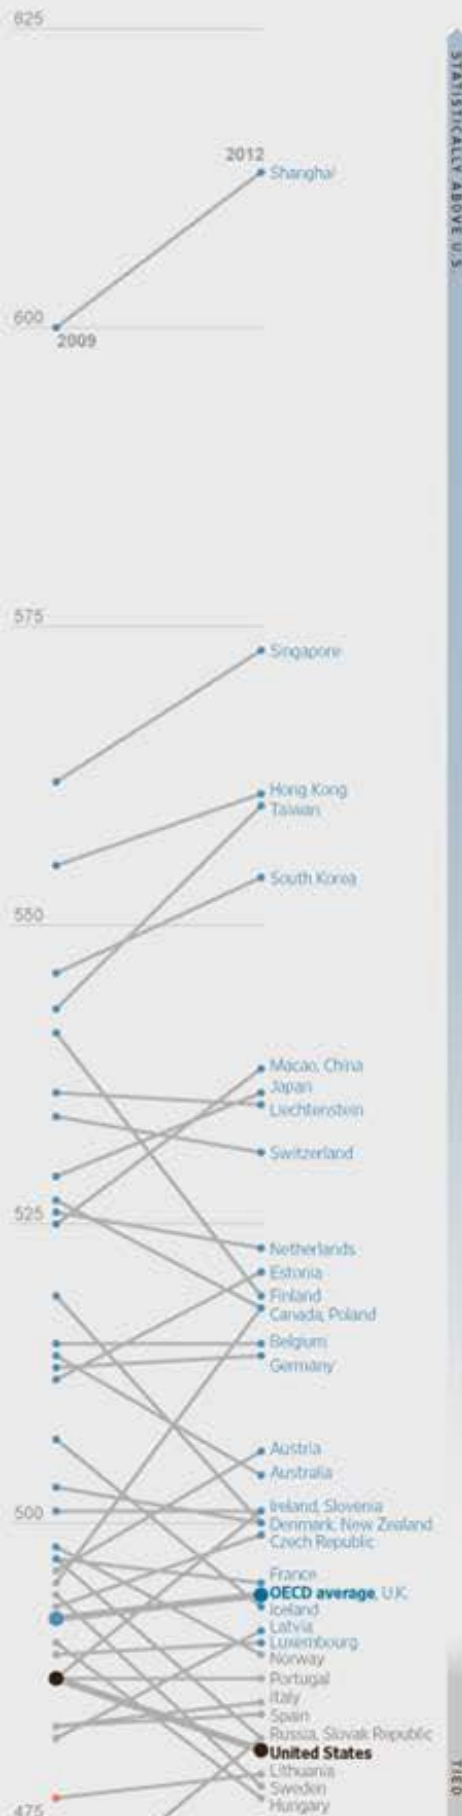 625
2012
Shanghai
STATISTICALLY ABOVE U.S.
600
2009
575
Singapore
Hong Kong
Taiwan
South Korea
550
Macao, China
Japan
Liechtenstein
Switzerland
525
Netherlands
Estonia
Finland
Canada, Poland
Belgium
Germany
Austria
Australia
Ireland, Slovenia
500
Denmark, New Zealand
Czech Republic
France
OECD average, U.K.
Iceland
Latvia
Luxembourg
Norway
Portugal
Italy
Spain
Russia, Slovak Republic
United States
TIED
Lithuania
Sweden
Hungary
475